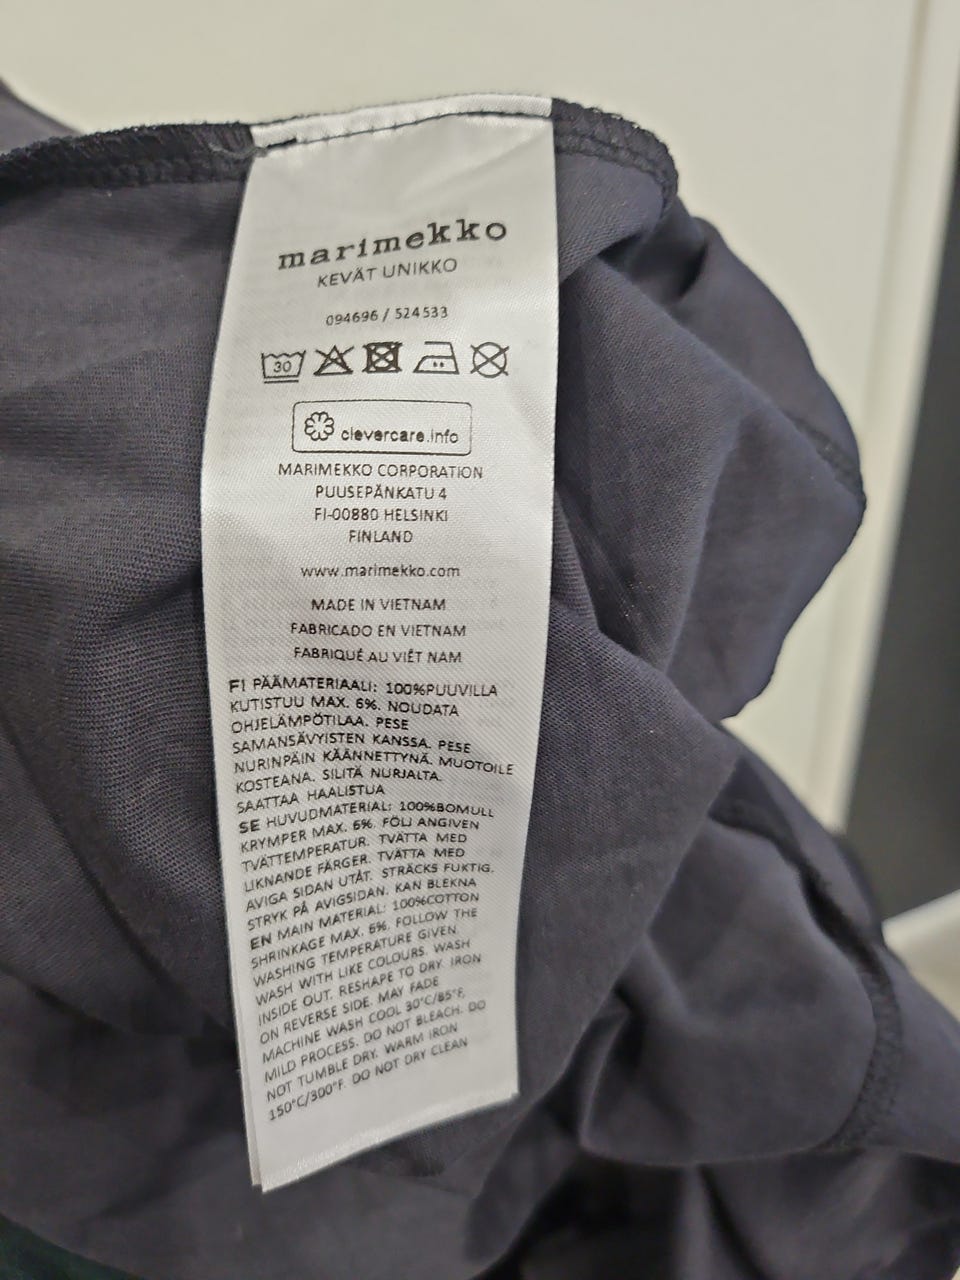 marimekko
KEVÄT UNIKKO
094696 / 524533
30
clevercare.info
MARIMEKKO CORPORATION
PUUSEPÄNKATU 4
FI-00880 HELSINKI
FINLAND
www.marimekko.com
MADE IN VIETNAM
FABRICADO EN VIETNAM
FABRIQUÉ AU VIÊT NAM
FI PÄÄMATERIAALI: 100%PUUVILLA
KUTISTUU MAX. 6%. NOUDATA
OHJELÄMPÖTILAA. PESE
SAMANSÄVYISTEN KANSSA. PESE
NURINPÄIN KÄÄNNETTYNÄ. MUOTOILE
KOSTEANA. SILITÄ NURJALTA.
SAATTAA HAALISTUA
SE HUVUDMATERIAL: 100%BOMULL
KRYMPER MAX. 6%. FÖLJ ANGIVEN
TVÄTTEMPERATUR. TVÄTTA MED
LIKNANDE FÄRGER. TVÄTTA MED
AVIGA SIDAN UTÅT. STRÄCKS FUKTIG.
STRYK PÅ AVIGSIDAN. KAN BLEKNA
EN MAIN MATERIAL: 100%COTTON
SHRINKAGE MAX. 6%. FOLLOW THE
WASHING TEMPERATURE GIVEN.
WASH WITH LIKE COLOURS. WASH
INSIDE OUT. RESHAPE TO DRY. IRON
ON REVERSE SIDE. MAY FADE
MACHINE WASH COOL 30°C/85°F,
MILD PROCESS. DO NOT BLEACH. DO
NOT TUMBLE DRY. WARM IRON
150°C/300°F. DO NOT DRY CLEAN